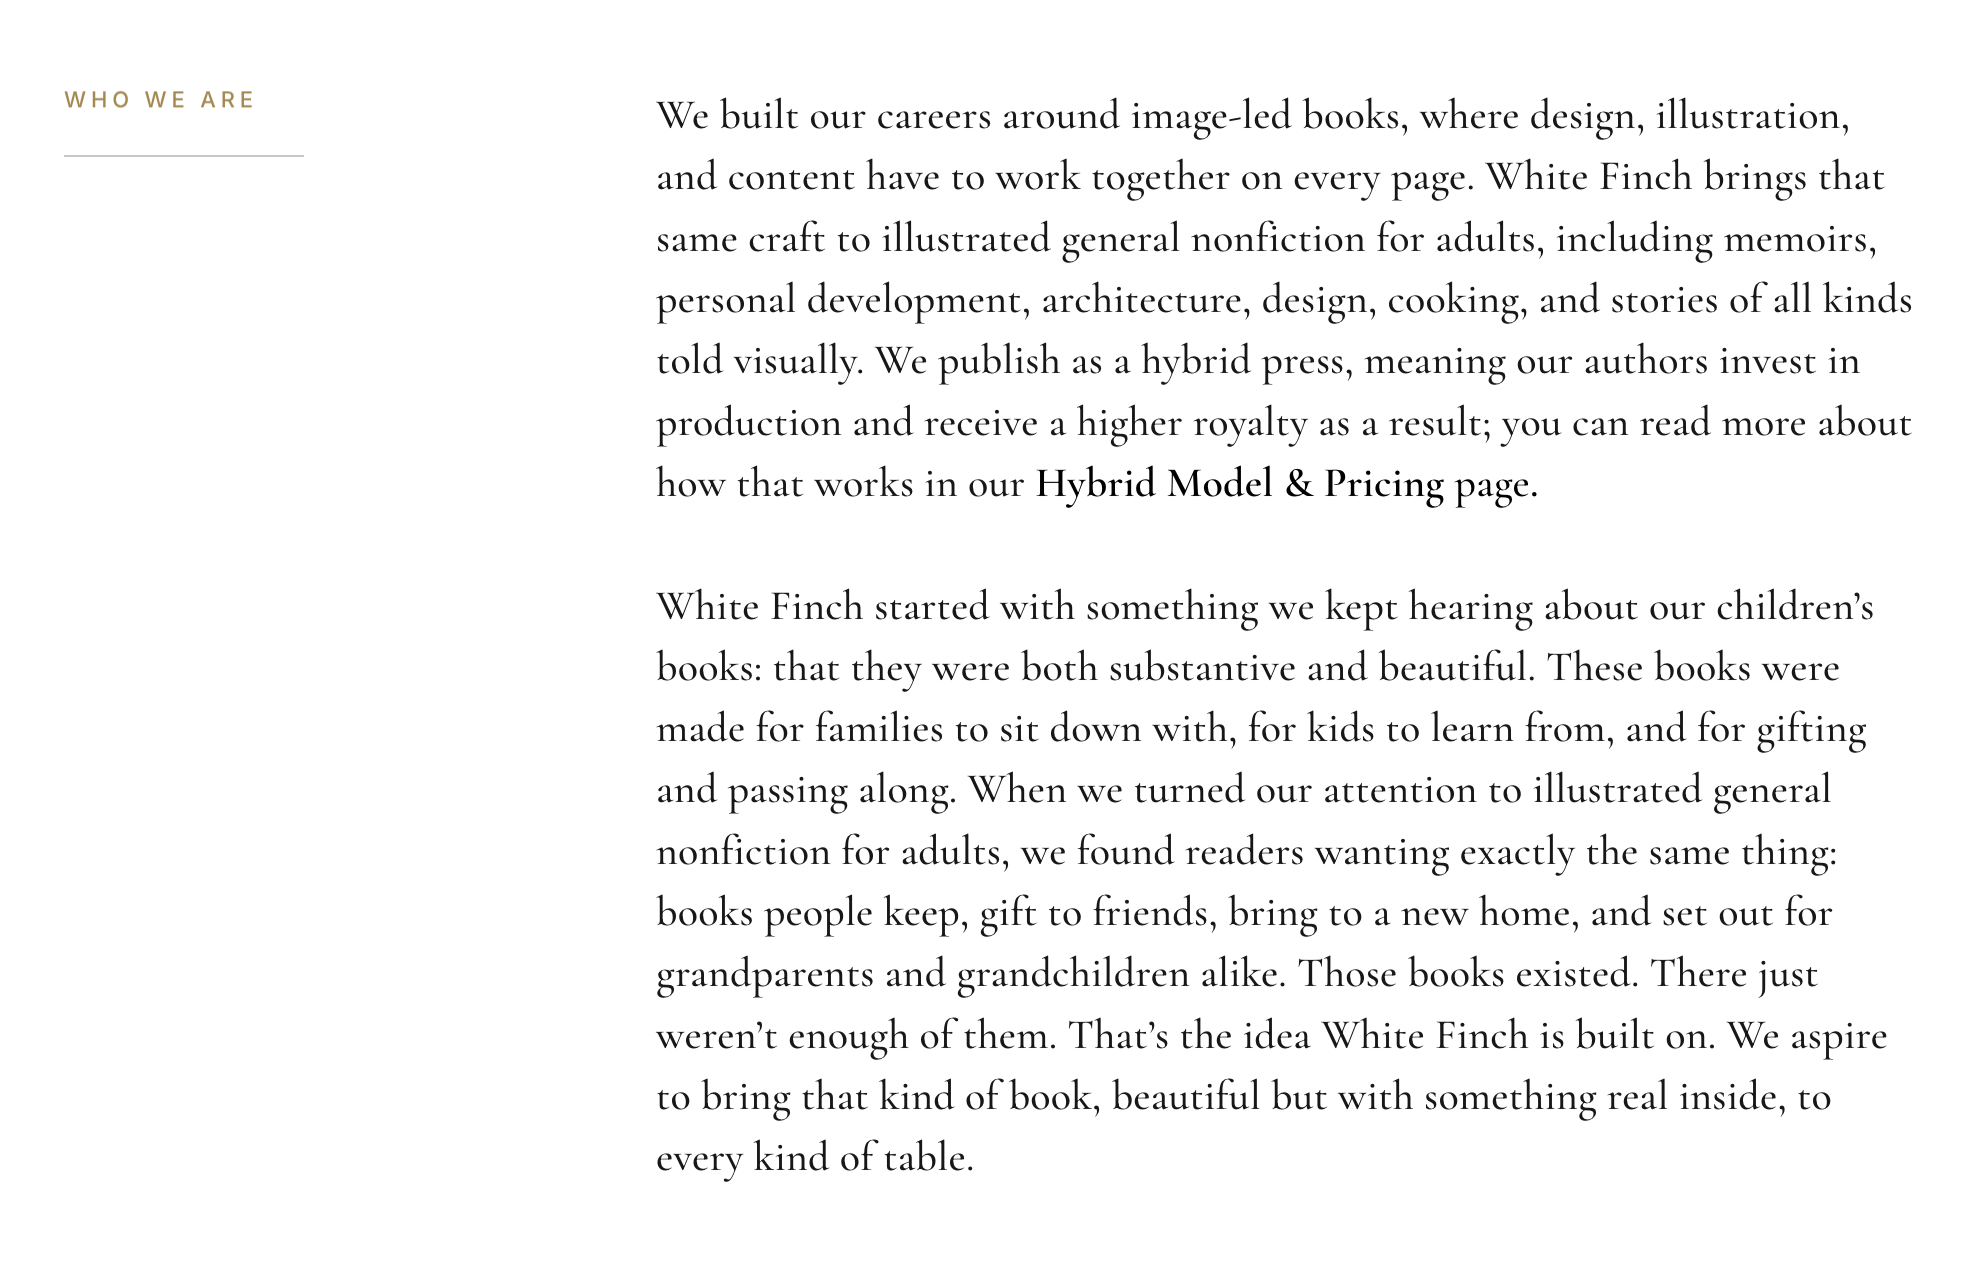 WHO WE ARE
We built our careers around image-led books, where design, illustration,
and content have to work together on every page. White Finch brings that
same craft to illustrated general nonfiction for adults, including memoirs,
personal development, architecture, design, cooking, and stories of all kinds
told visually. We publish as a hybrid press, meaning our authors invest in
production and receive a higher royalty as a result; you can read more about
how that works in our Hybrid Model & Pricing page.
White Finch started with something we kept hearing about our children’s
books: that they were both substantive and beautiful. These books were
made for families to sit down with, for kids to learn from, and for gifting
and passing along. When we turned our attention to illustrated general
nonfiction for adults, we found readers wanting exactly the same thing:
books people keep, gift to friends, bring to a new home, and set out for
grandparents and grandchildren alike. Those books existed. There just
weren’t enough of them. That’s the idea White Finch is built on. We aspire
to bring that kind of book, beautiful but with something real inside, to
every kind of table.